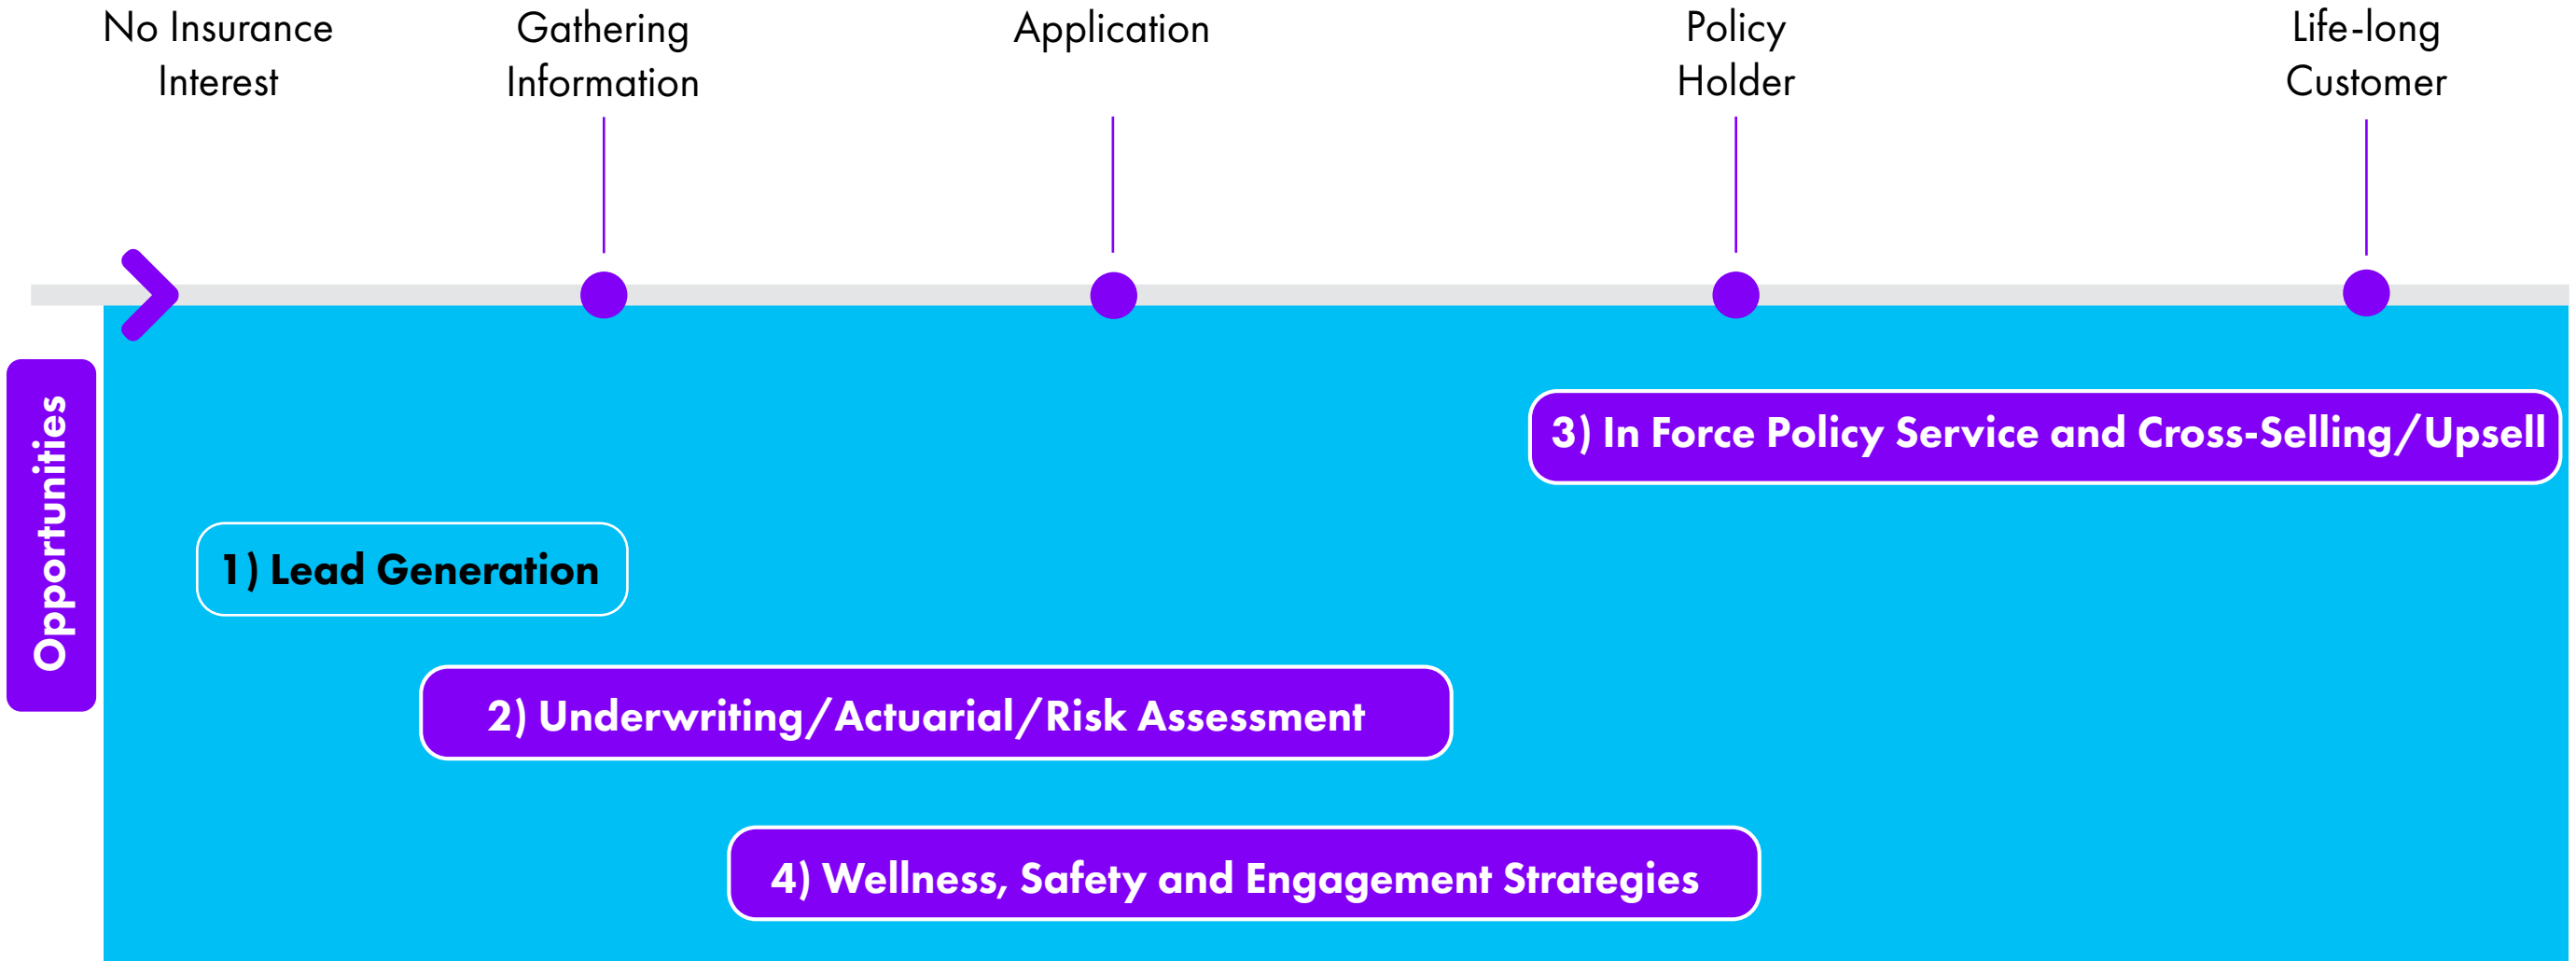 No Insurance
Interest
Gathering
Information
Application
Policy
Holder
Life-long
Customer
Opportunities
3) In Force Policy Service and Cross-Selling/Upsell
1) Lead Generation
2) Underwriting/Actuarial/Risk Assessment
4) Wellness, Safety and Engagement Strategies